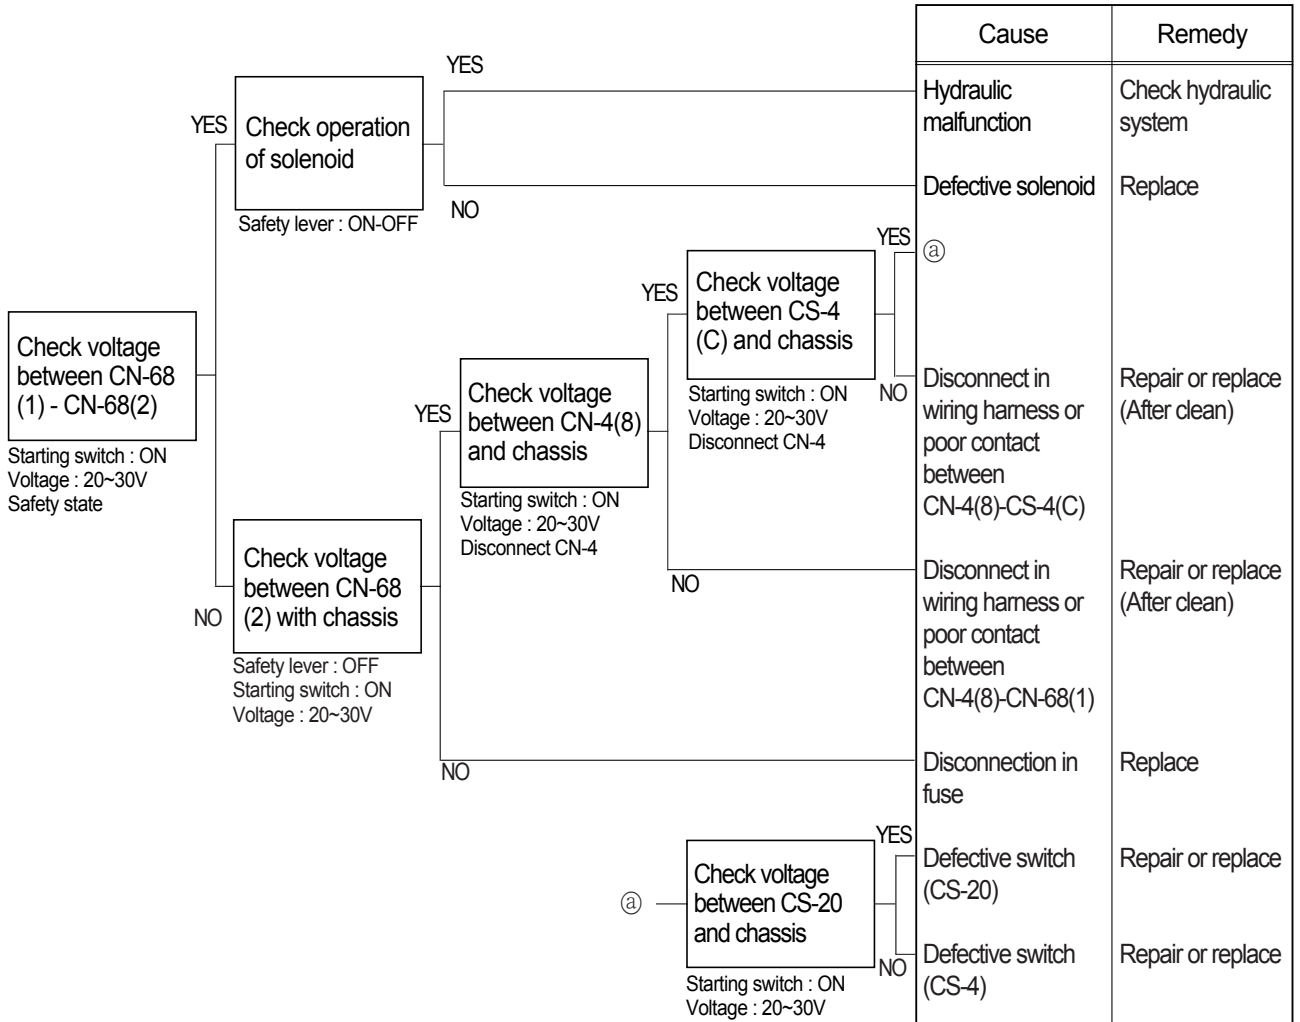 Cause
Remedy
YES
Hydraulic
malfunction
Check hydraulic
system
YES
Check operation
of solenoid
Defective solenoid
Replace
NO
Safety lever : ON-OFF
YES
ⓐ
YES
Check voltage
between CS-4
(C) and chassis
Check voltage
between CN-68
(1) - CN-68(2)
Starting switch : ON
Voltage : 20~30V
Safety state
YES
Check voltage
between CN-4(8)
and chassis
Starting switch : ON
Voltage : 20~30V
Disconnect CN-4
NO
Disconnect in
wiring harness or
poor contact
between
CN-4(8)-CS-4(C)
Repair or replace
(After clean)
Starting switch : ON
Voltage : 20~30V
Disconnect CN-4
NO
Check voltage
between CN-68
(2) with chassis
Safety lever : OFF
Starting switch : ON
Voltage : 20~30V
NO
Disconnect in
wiring harness or
poor contact
between
CN-4(8)-CN-68(1)
Repair or replace
(After clean)
NO
Disconnection in
fuse
Replace
ⓐ
Check voltage
between CS-20
and chassis
Starting switch : ON
Voltage : 20~30V
YES
Defective switch
(CS-20)
Repair or replace
NO
Defective switch
(CS-4)
Repair or replace